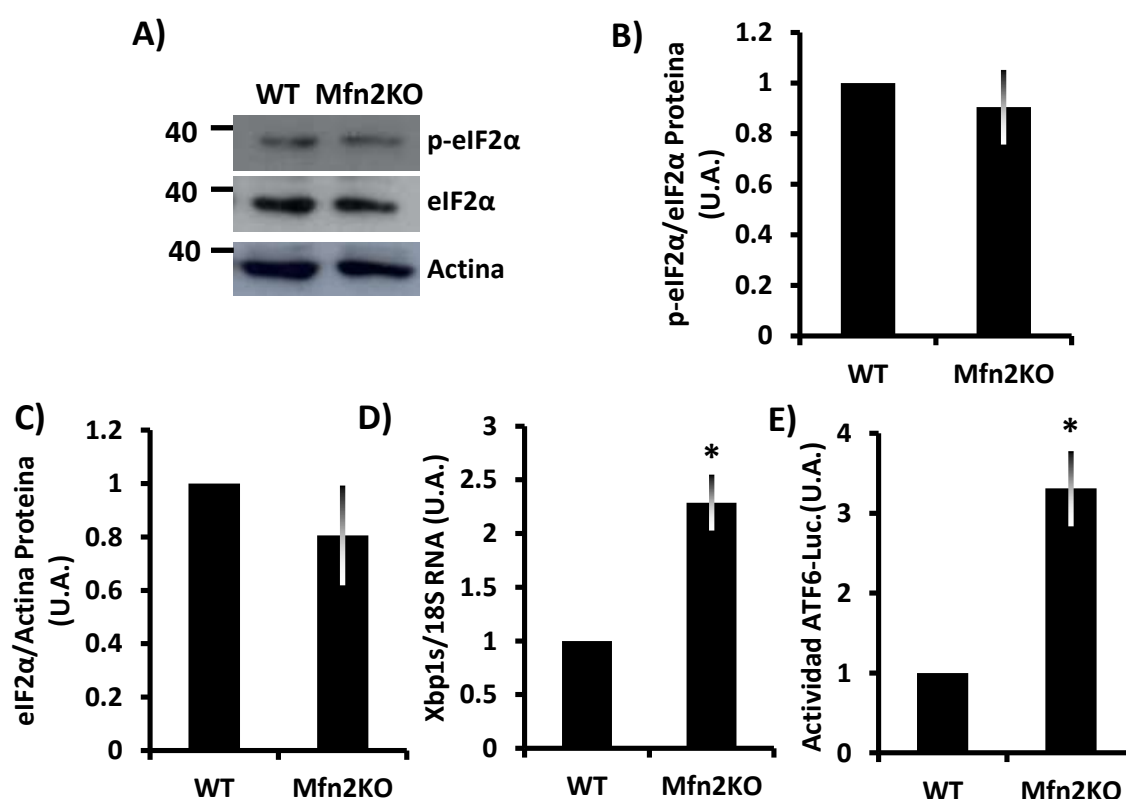 A)
WT Mfn2KO
40 p-eIF2α
40 eIF2α
40 Actina
B)
p-eIF2α/eIF2α Proteina
(U.A.)
1.2
1
0.8
0.6
0.4
0.2
0
WT Mfn2KO
C)
eIF2α/Actina Proteina
(U.A.)
1.2
1
0.8
0.6
0.4
0.2
0
WT Mfn2KO
D)
Xbp1s/18S RNA (U.A.)
3
2.5
2
1.5
1
0.5
0
*
WT Mfn2KO
E)
Actividad ATF6-Luc.(U.A.)
4
3
2
1
0
*
WT Mfn2KO